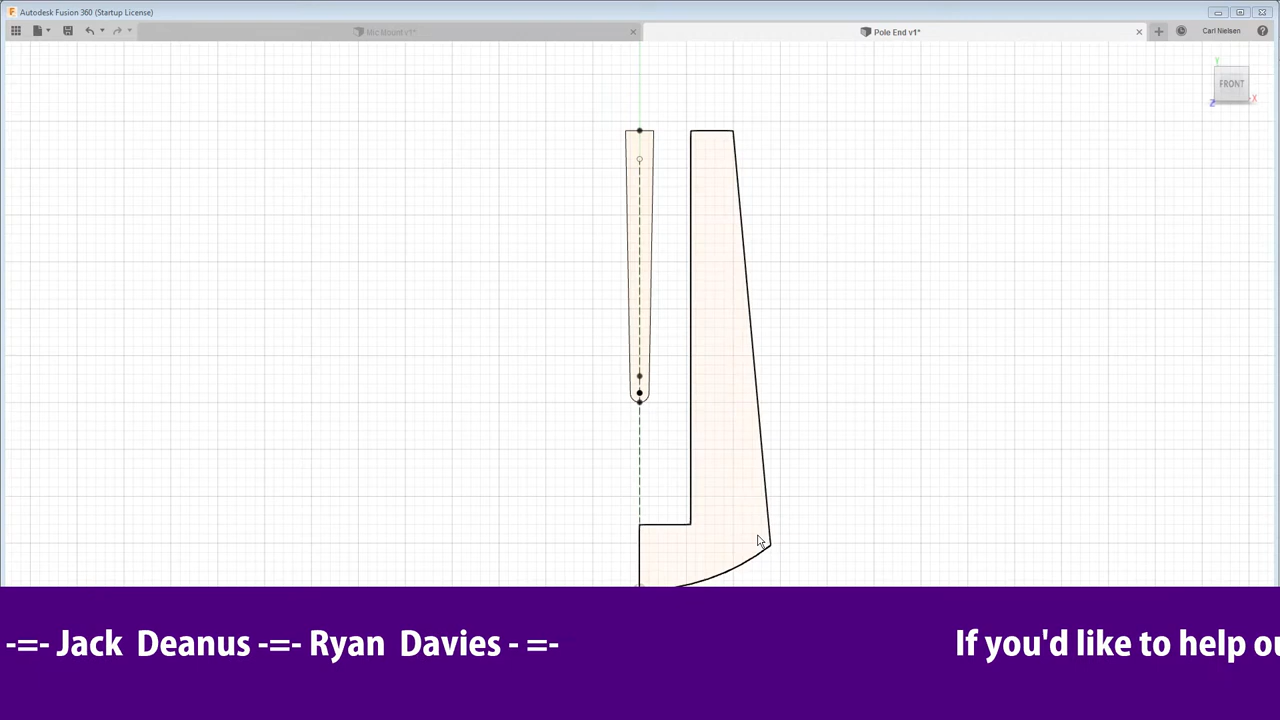 Autodesk Fusion 360 (Startup License)
Mic Mount v1*
Pole End v1*
Carl Nielsen
Y
FRONT
Z
X
-=- Jack Deanus -=- Ryan Davies - =-
If you'd like to help ou